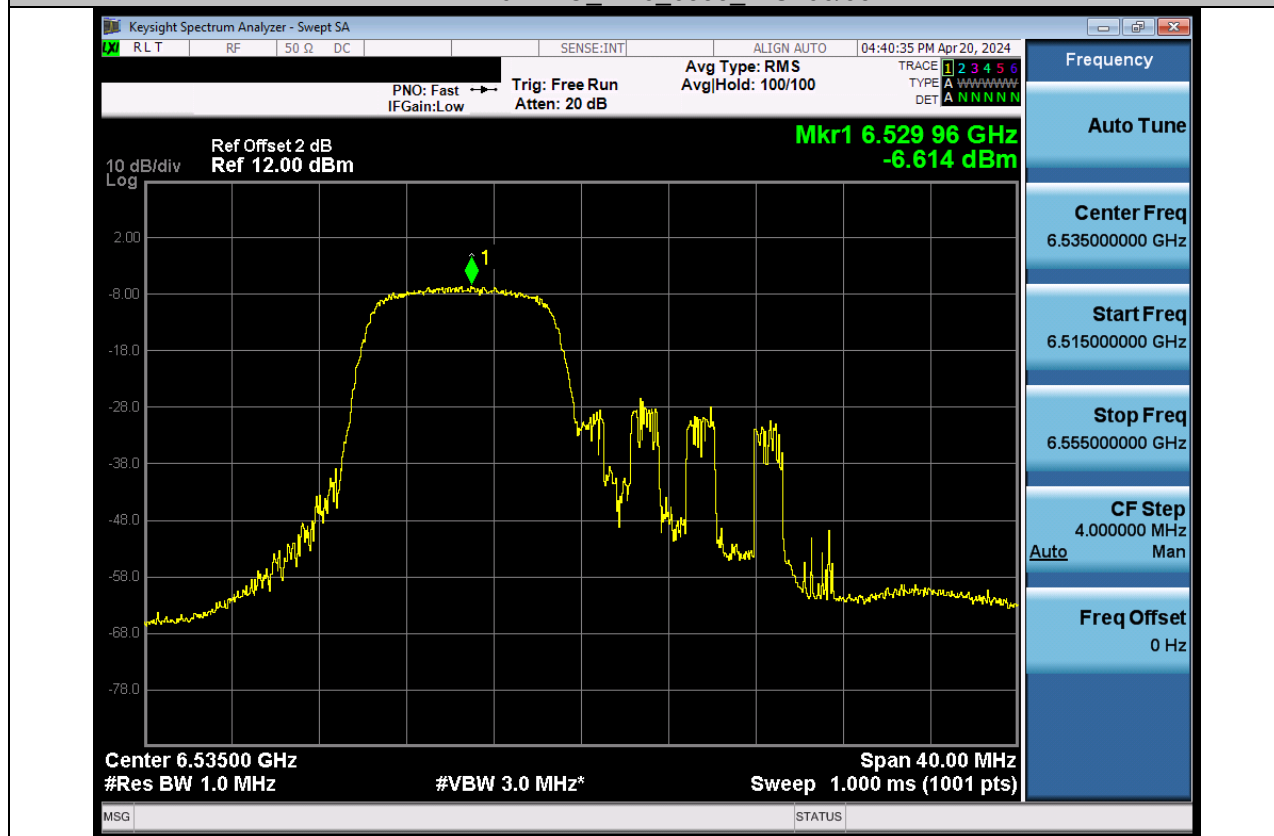 Keysight Spectrum Analyzer - Swept SA
LXI RLT RF 50 Ω DC SENSE:INT ALIGN AUTO 04:40:35 PM Apr 20, 2024
PNO: Fast Trig: Free Run Avg Type: RMS TRACE 1 2 3 4 5 6
IFGain:Low Atten: 20 dB Avg|Hold: 100/100 TYPE A WWWWW
DET A N N N N N
Mkr1 6.529 96 GHz
-6.614 dBm
Ref Offset 2 dB
10 dB/div Ref 12.00 dBm
Log
2.00
1
-8.00
-18.0
-28.0
-38.0
-48.0
-58.0
-68.0
-78.0
Center 6.53500 GHz Span 40.00 MHz
#Res BW 1.0 MHz #VBW 3.0 MHz* Sweep 1.000 ms (1001 pts)
MSG STATUS
Frequency
Auto Tune
Center Freq
6.535000000 GHz
Start Freq
6.515000000 GHz
Stop Freq
6.555000000 GHz
CF Step
4.000000 MHz
Auto Man
Freq Offset
0 Hz